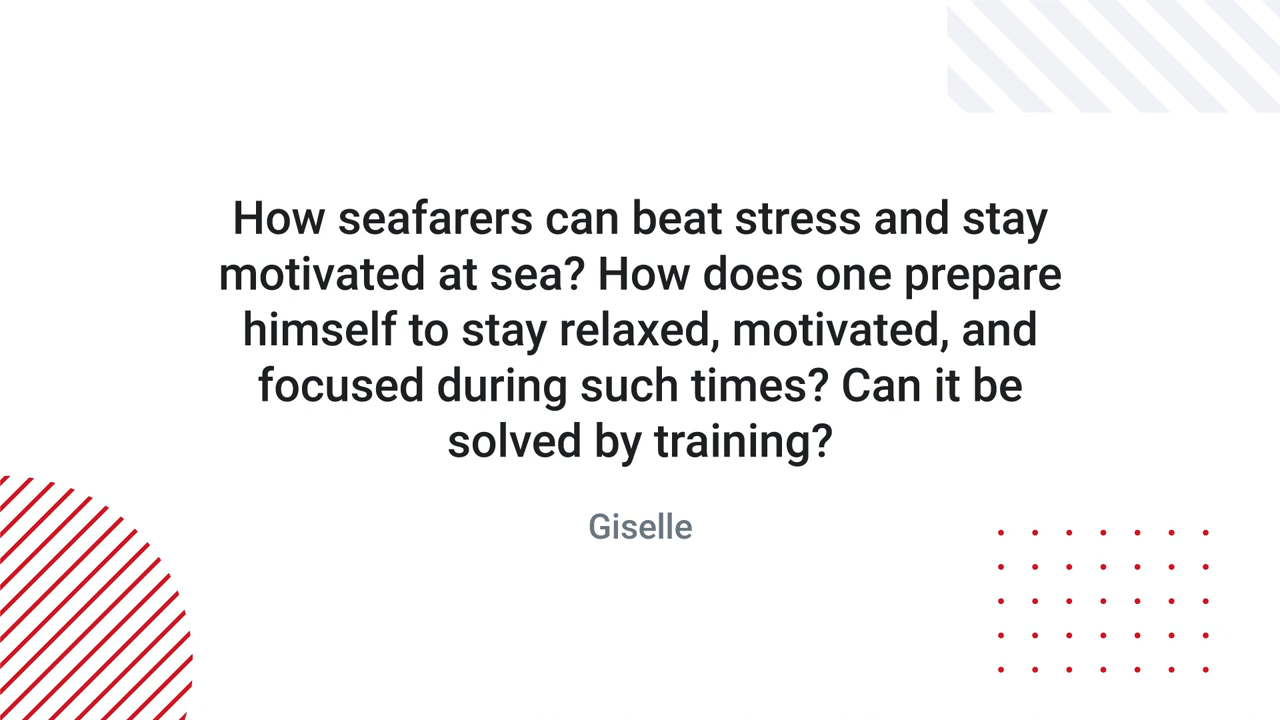 How seafarers can beat stress and stay
motivated at sea? How does one prepare
himself to stay relaxed, motivated, and
focused during such times? Can it be
solved by training?
Giselle